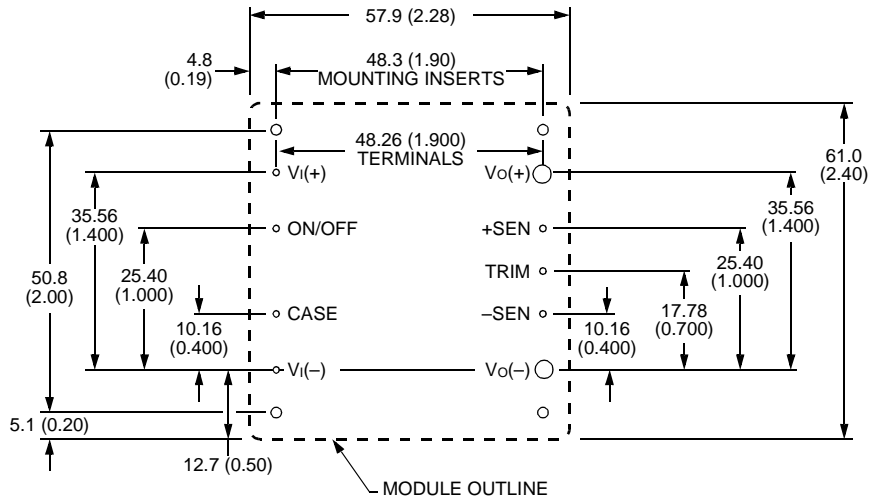 57.9 (2.28)
4.8
(0.19)
48.3 (1.90)
MOUNTING INSERTS
48.26 (1.900)
TERMINALS
61.0
(2.40)
VI(+)
VO(+)
35.56
(1.400)
35.56
(1.400)
ON/OFF
+SEN
50.8
(2.00)
25.40
(1.000)
TRIM
25.40
(1.000)
17.78
(0.700)
CASE
–SEN
10.16
(0.400)
10.16
(0.400)
VI(–)
VO(–)
5.1 (0.20)
12.7 (0.50)
MODULE OUTLINE